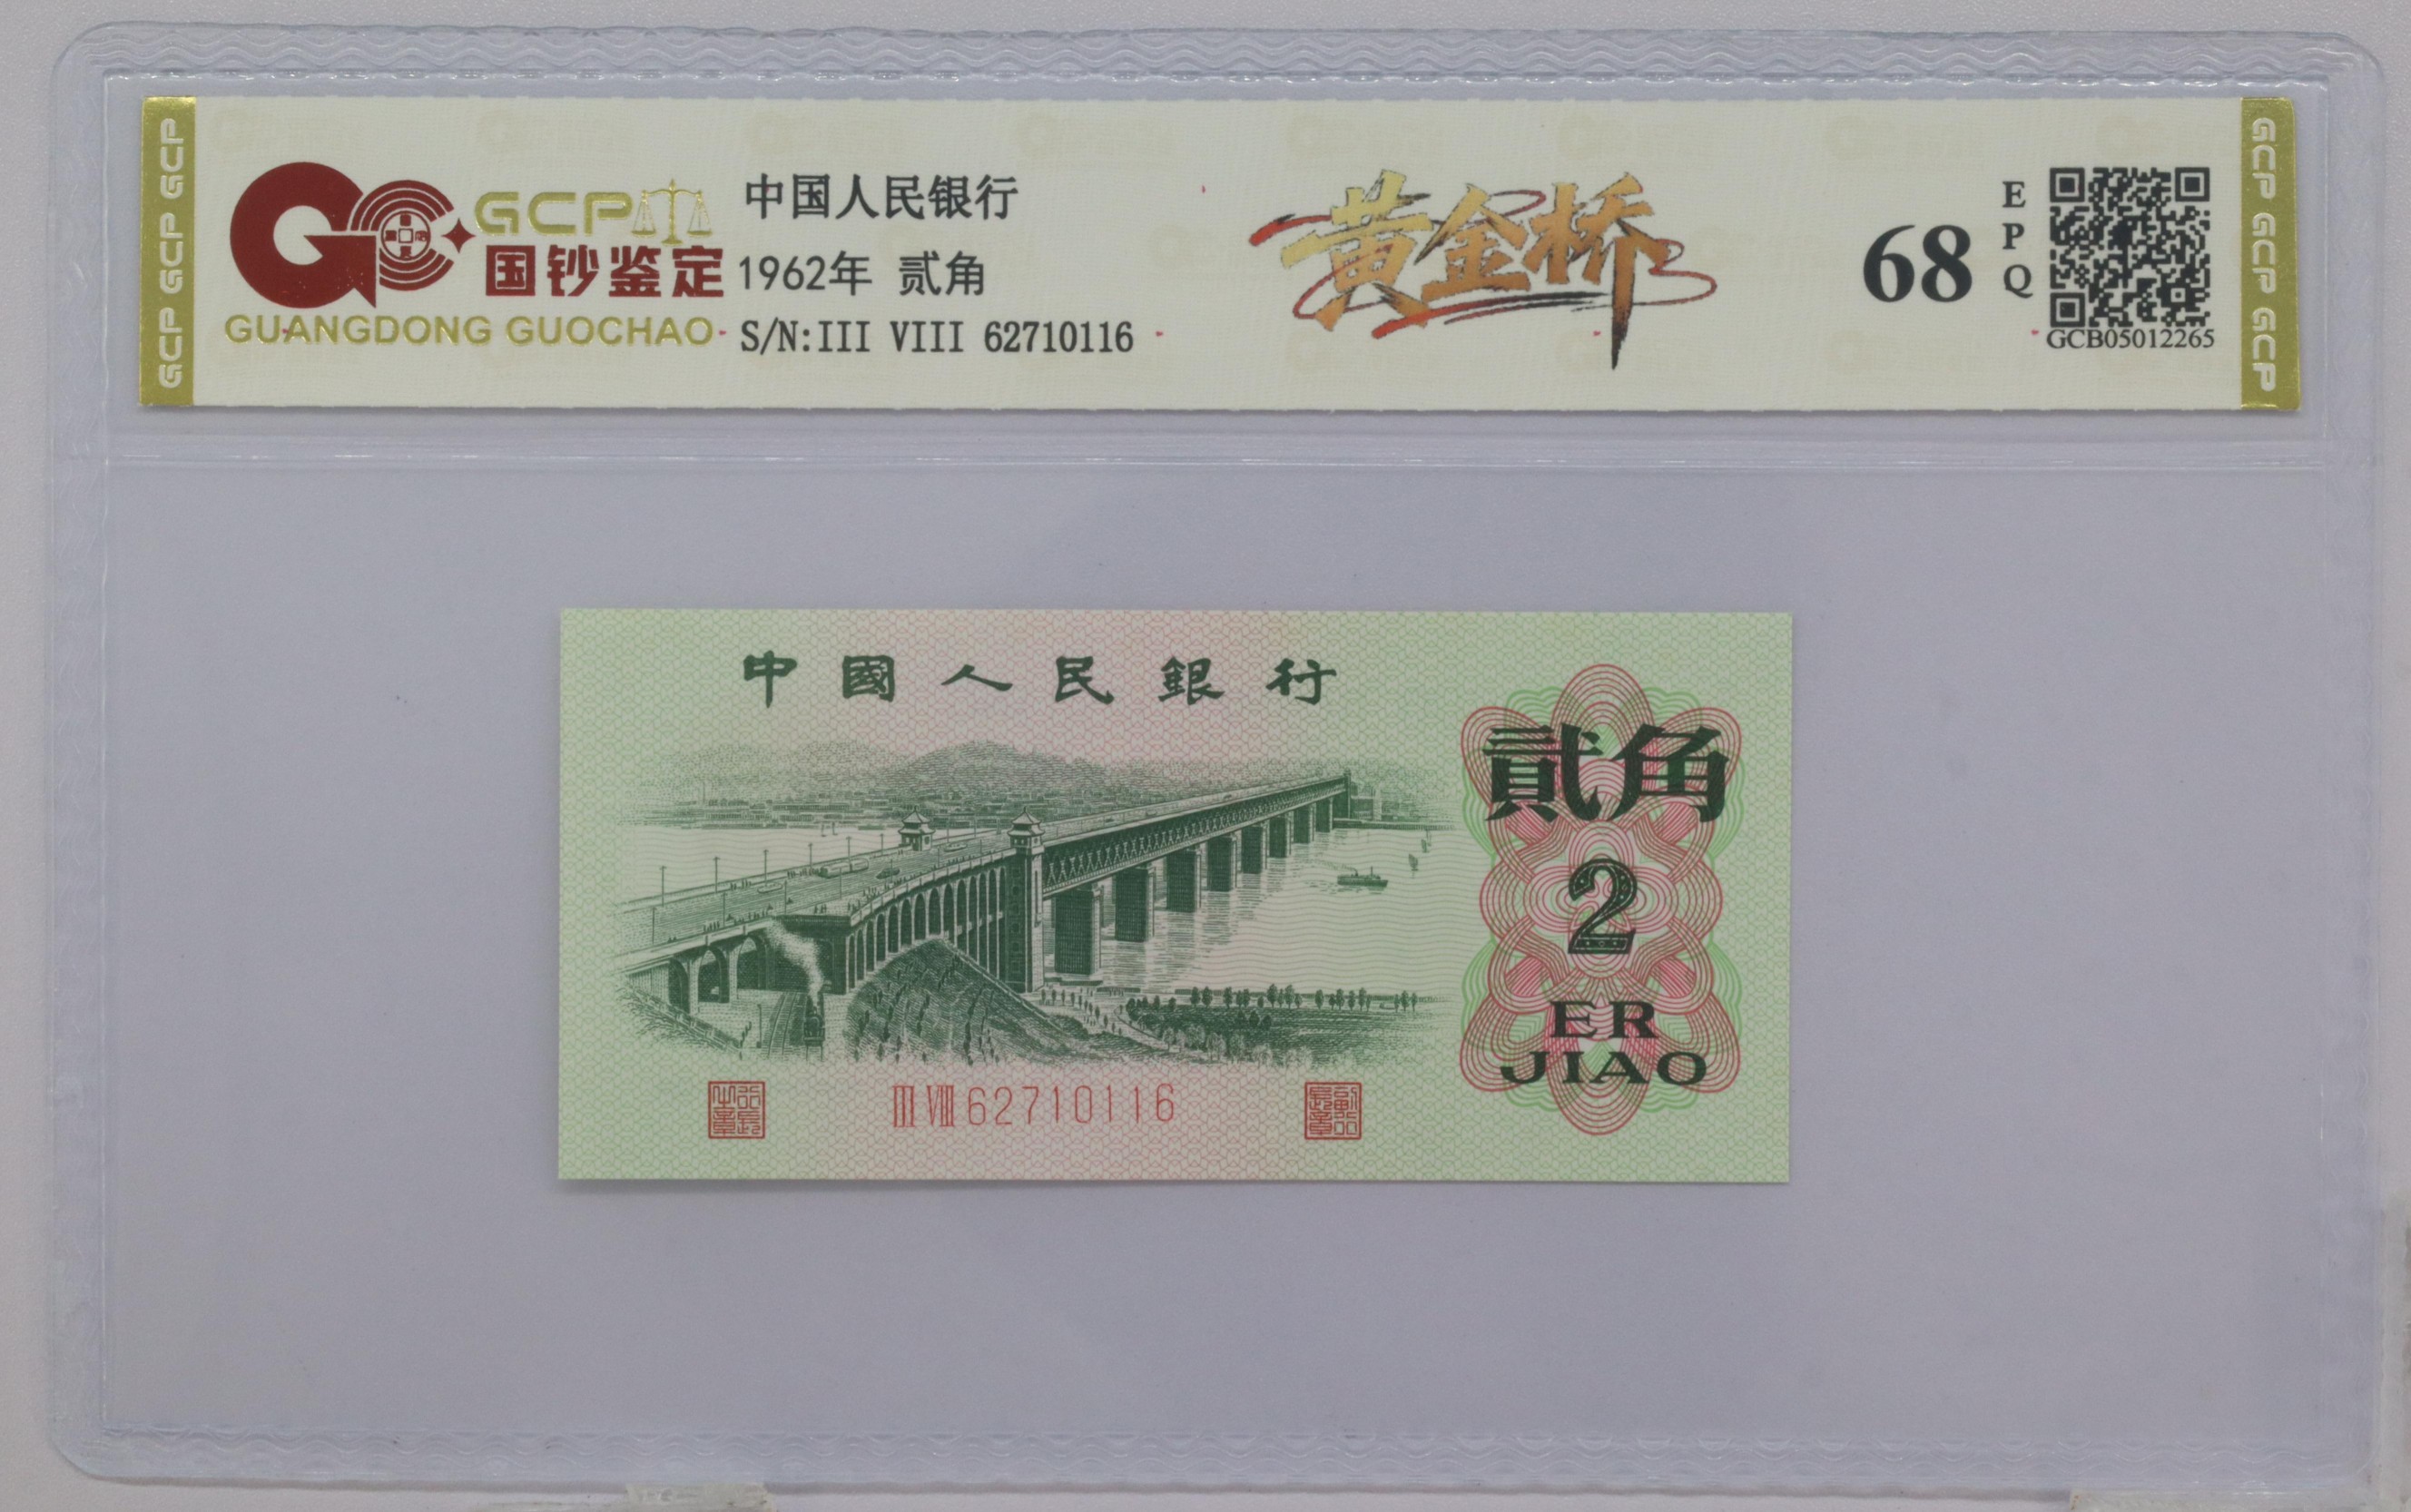 GCP GCP GCP
GCP
国钞鉴定
GUANGDONG GUOCHAO
中国人民银行
1962年 贰角
S/N:III VIII 62710116
黄金桥
68
EPQ
GCB05012265
GCP GCP GCP
中國人民銀行
貳角
2
ER
JIAO
III VIII 62710116